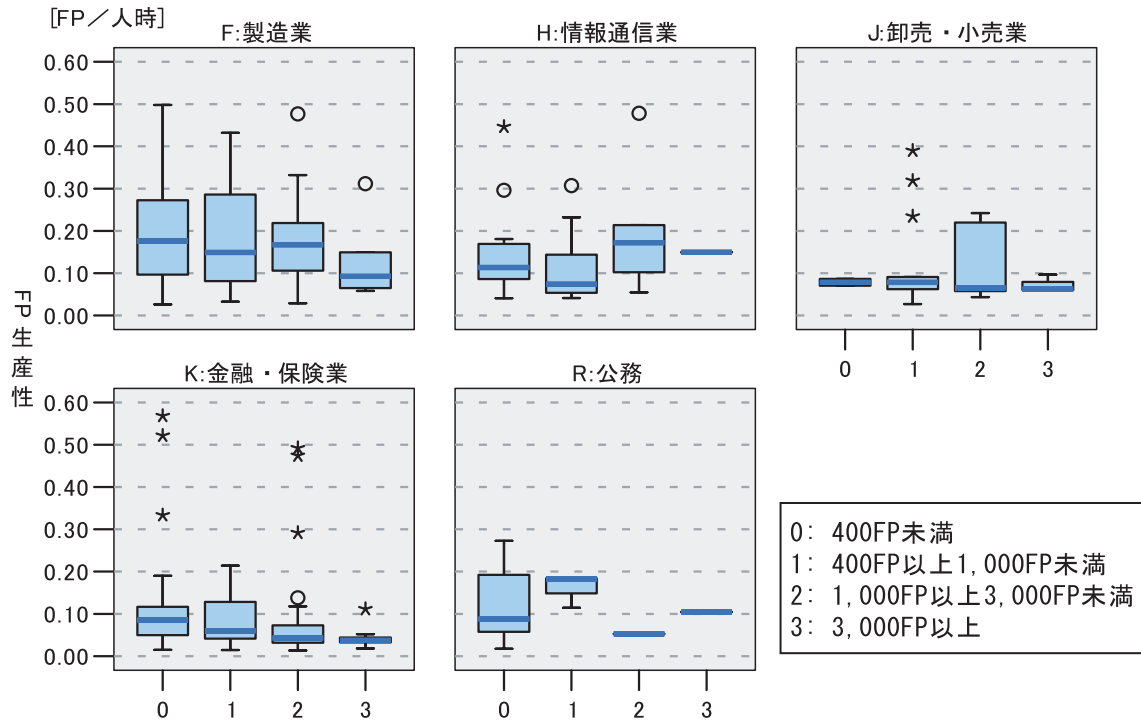 [FP／人時]
F:製造業
H:情報通信業
J:卸売・小売業
0.60
0.50
0.40
0.30
0.20
0.10
0.00
0 1 2 3
FP生産性
K:金融・保険業
R:公務
0.60
0.50
0.40
0.30
0.20
0.10
0.00
0 1 2 3
0 1 2 3
0: 400FP未満
1: 400FP以上1,000FP未満
2: 1,000FP以上3,000FP未満
3: 3,000FP以上